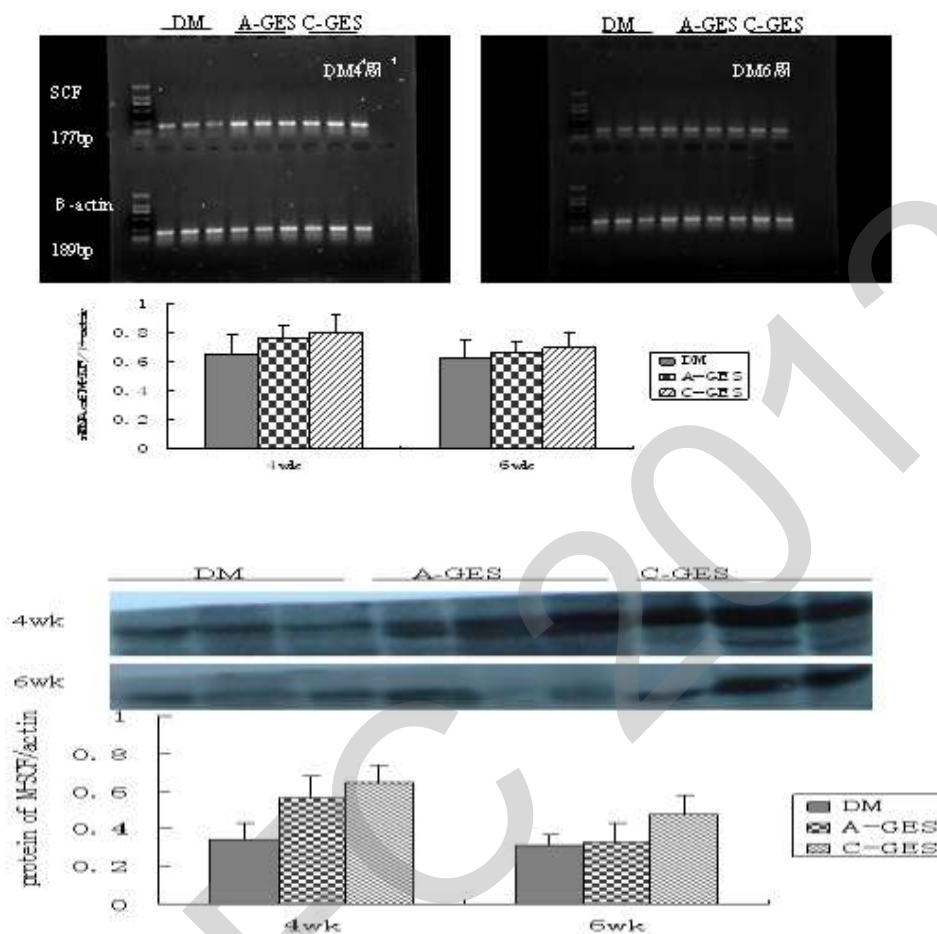 DM A-GES C-GES
DM A-GES C-GES
DM4周
DM6周
SCF
177bp
β-actin
189bp
1
0.8
0.6
0.4
0.2
0
4wk
6wk
DM
A-GES
C-GES
DM A-GES C-GES
4wk
6wk
protein of M-SCF/actin
1
0.8
0.6
0.4
0.2
0
4wk
6wk
DM
A-GES
C-GES
2013